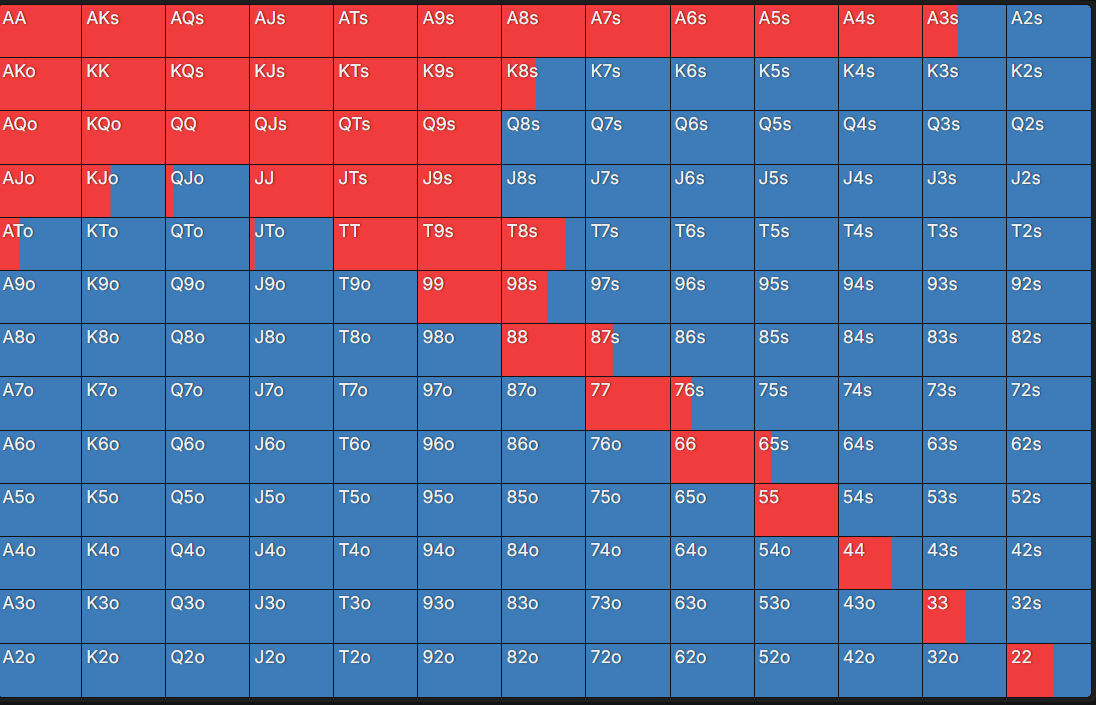 AA AKs AQs AJs ATs A9s A8s A7s A6s A5s A4s A3s A2s
AKo KK KQs KJs KTs K9s K8s K7s K6s K5s K4s K3s K2s
AQo KQo QQ QJs QTs Q9s Q8s Q7s Q6s Q5s Q4s Q3s Q2s
AJo KJo QJo JJ JTs J9s J8s J7s J6s J5s J4s J3s J2s
ATo KTo QTo JTo TT T9s T8s T7s T6s T5s T4s T3s T2s
A9o K9o Q9o J9o T9o 99 98s 97s 96s 95s 94s 93s 92s
A8o K8o Q8o J8o T8o 98o 88 87s 86s 85s 84s 83s 82s
A7o K7o Q7o J7o T7o 97o 87o 77 76s 75s 74s 73s 72s
A6o K6o Q6o J6o T6o 96o 86o 76o 66 65s 64s 63s 62s
A5o K5o Q5o J5o T5o 95o 85o 75o 65o 55 54s 53s 52s
A4o K4o Q4o J4o T4o 94o 84o 74o 64o 54o 44 43s 42s
A3o K3o Q3o J3o T3o 93o 83o 73o 63o 53o 43o 33 32s
A2o K2o Q2o J2o T2o 92o 82o 72o 62o 52o 42o 32o 22